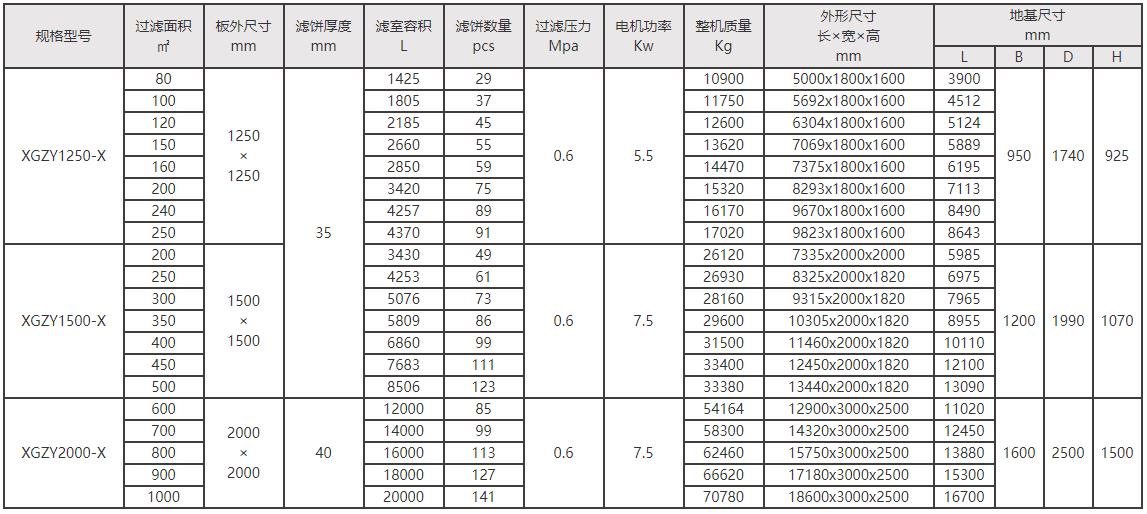 规格型号 过滤面积 ㎡ 板外尺寸 mm 滤饼厚度 mm 滤室容积 L 滤饼数量 pcs 过滤压力 Mpa 电机功率 Kw 整机质量 Kg 外形尺寸 长×宽×高 mm 地基尺寸 mm
L B D H
XGZY1250-X 80 1250 × 1250 35 1425 29 0.6 5.5 10900 5000x1800x1600 3900 950 1740 925
100 1805 37 11750 5692x1800x1600 4512
120 2185 45 12600 6304x1800x1600 5124
150 2660 55 13620 7069x1800x1600 5889
160 2850 59 14470 7375x1800x1600 6195
200 3420 75 15320 8293x1800x1600 7113
240 4257 89 16170 9670x1800x1600 8490
250 4370 91 17020 9823x1800x1600 8643
XGZY1500-X 200 1500 × 1500 3430 49 0.6 7.5 26120 7335x2000x2000 5985 1200 1990 1070
250 4253 61 26930 8325x2000x1820 6975
300 5076 73 28160 9315x2000x1820 7965
350 5809 86 29600 10305x2000x1820 8955
400 6860 99 31500 11460x2000x1820 10110
450 7683 111 33400 12450x2000x1820 12100
500 8506 123 33380 13440x2000x1820 13090
XGZY2000-X 600 2000 × 2000 40 12000 85 0.6 7.5 54164 12900x3000x2500 11020 1600 2500 1500
700 14000 99 58300 14320x3000x2500 12450
800 16000 113 62460 15750x3000x2500 13880
900 18000 127 66620 17180x3000x2500 15300
1000 20000 141 70780 18600x3000x2500 16700